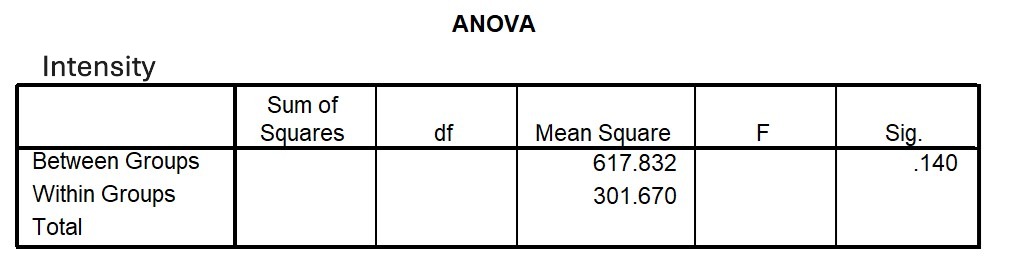 ANOVA
Intensity
Sum of Squares df Mean Square F Sig.
Between Groups 617.832 .140
Within Groups 301.670
Total